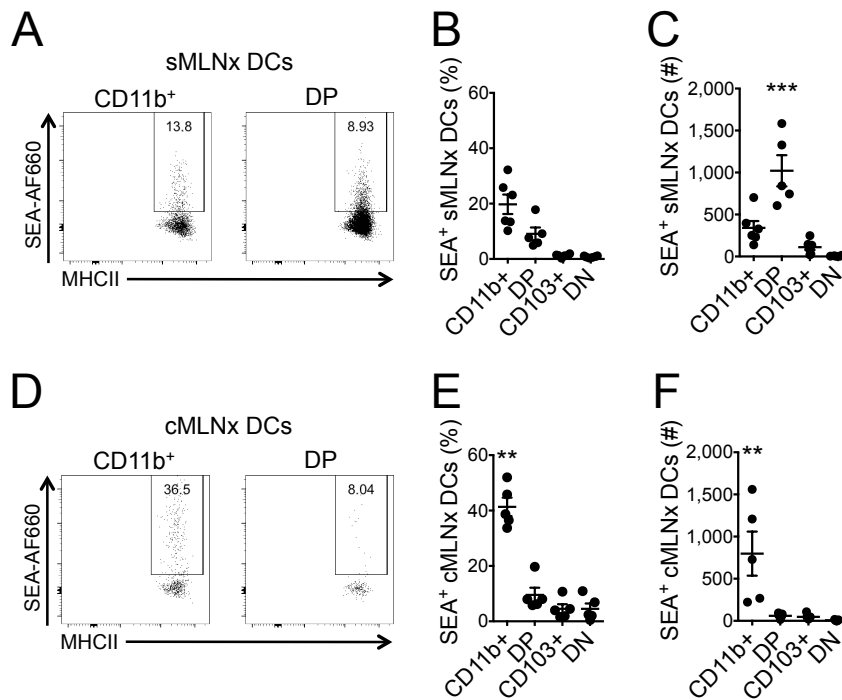 A
sMLNx DCs
CD11b⁺
DP
13.8
8.93
SEA-AF660
MHCII
B
SEA⁺ sMLNx DCs (%)
60
40
20
0
CD11b+
DP
CD103+
DN
C
SEA⁺ sMLNx DCs (#)
2,000
1,500
1,000
500
0
***
CD11b+
DP
CD103+
DN
D
cMLNx DCs
CD11b⁺
DP
36.5
8.04
SEA-AF660
MHCII
E
SEA⁺ cMLNx DCs (%)
60
40
20
0
**
CD11b+
DP
CD103+
DN
F
SEA⁺ cMLNx DCs (#)
2,000
1,500
1,000
500
0
**
CD11b+
DP
CD103+
DN